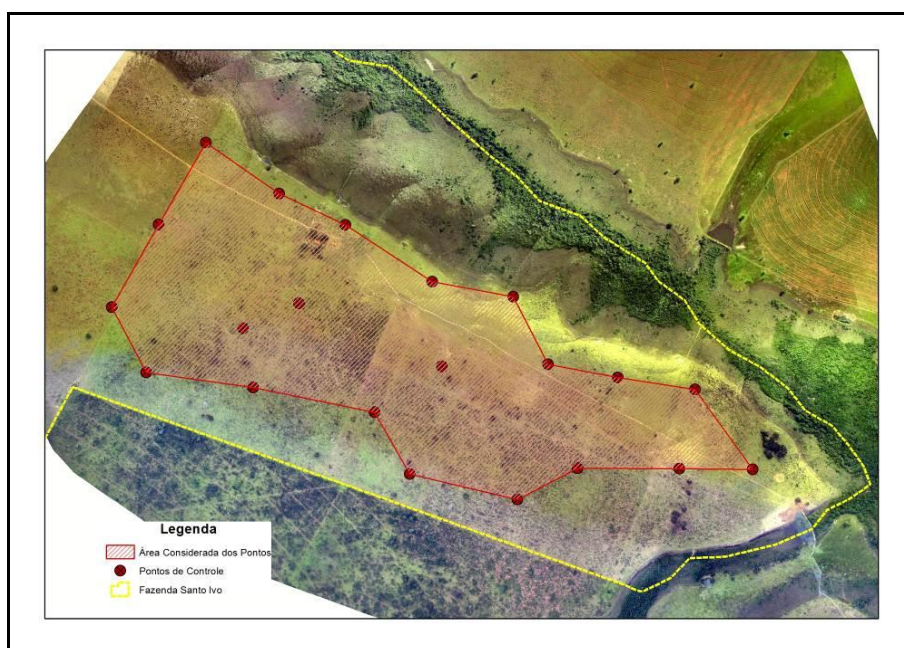 Legenda
Área Considerada dos Pontos
Pontos de Controle
Fazenda Santo Ivo